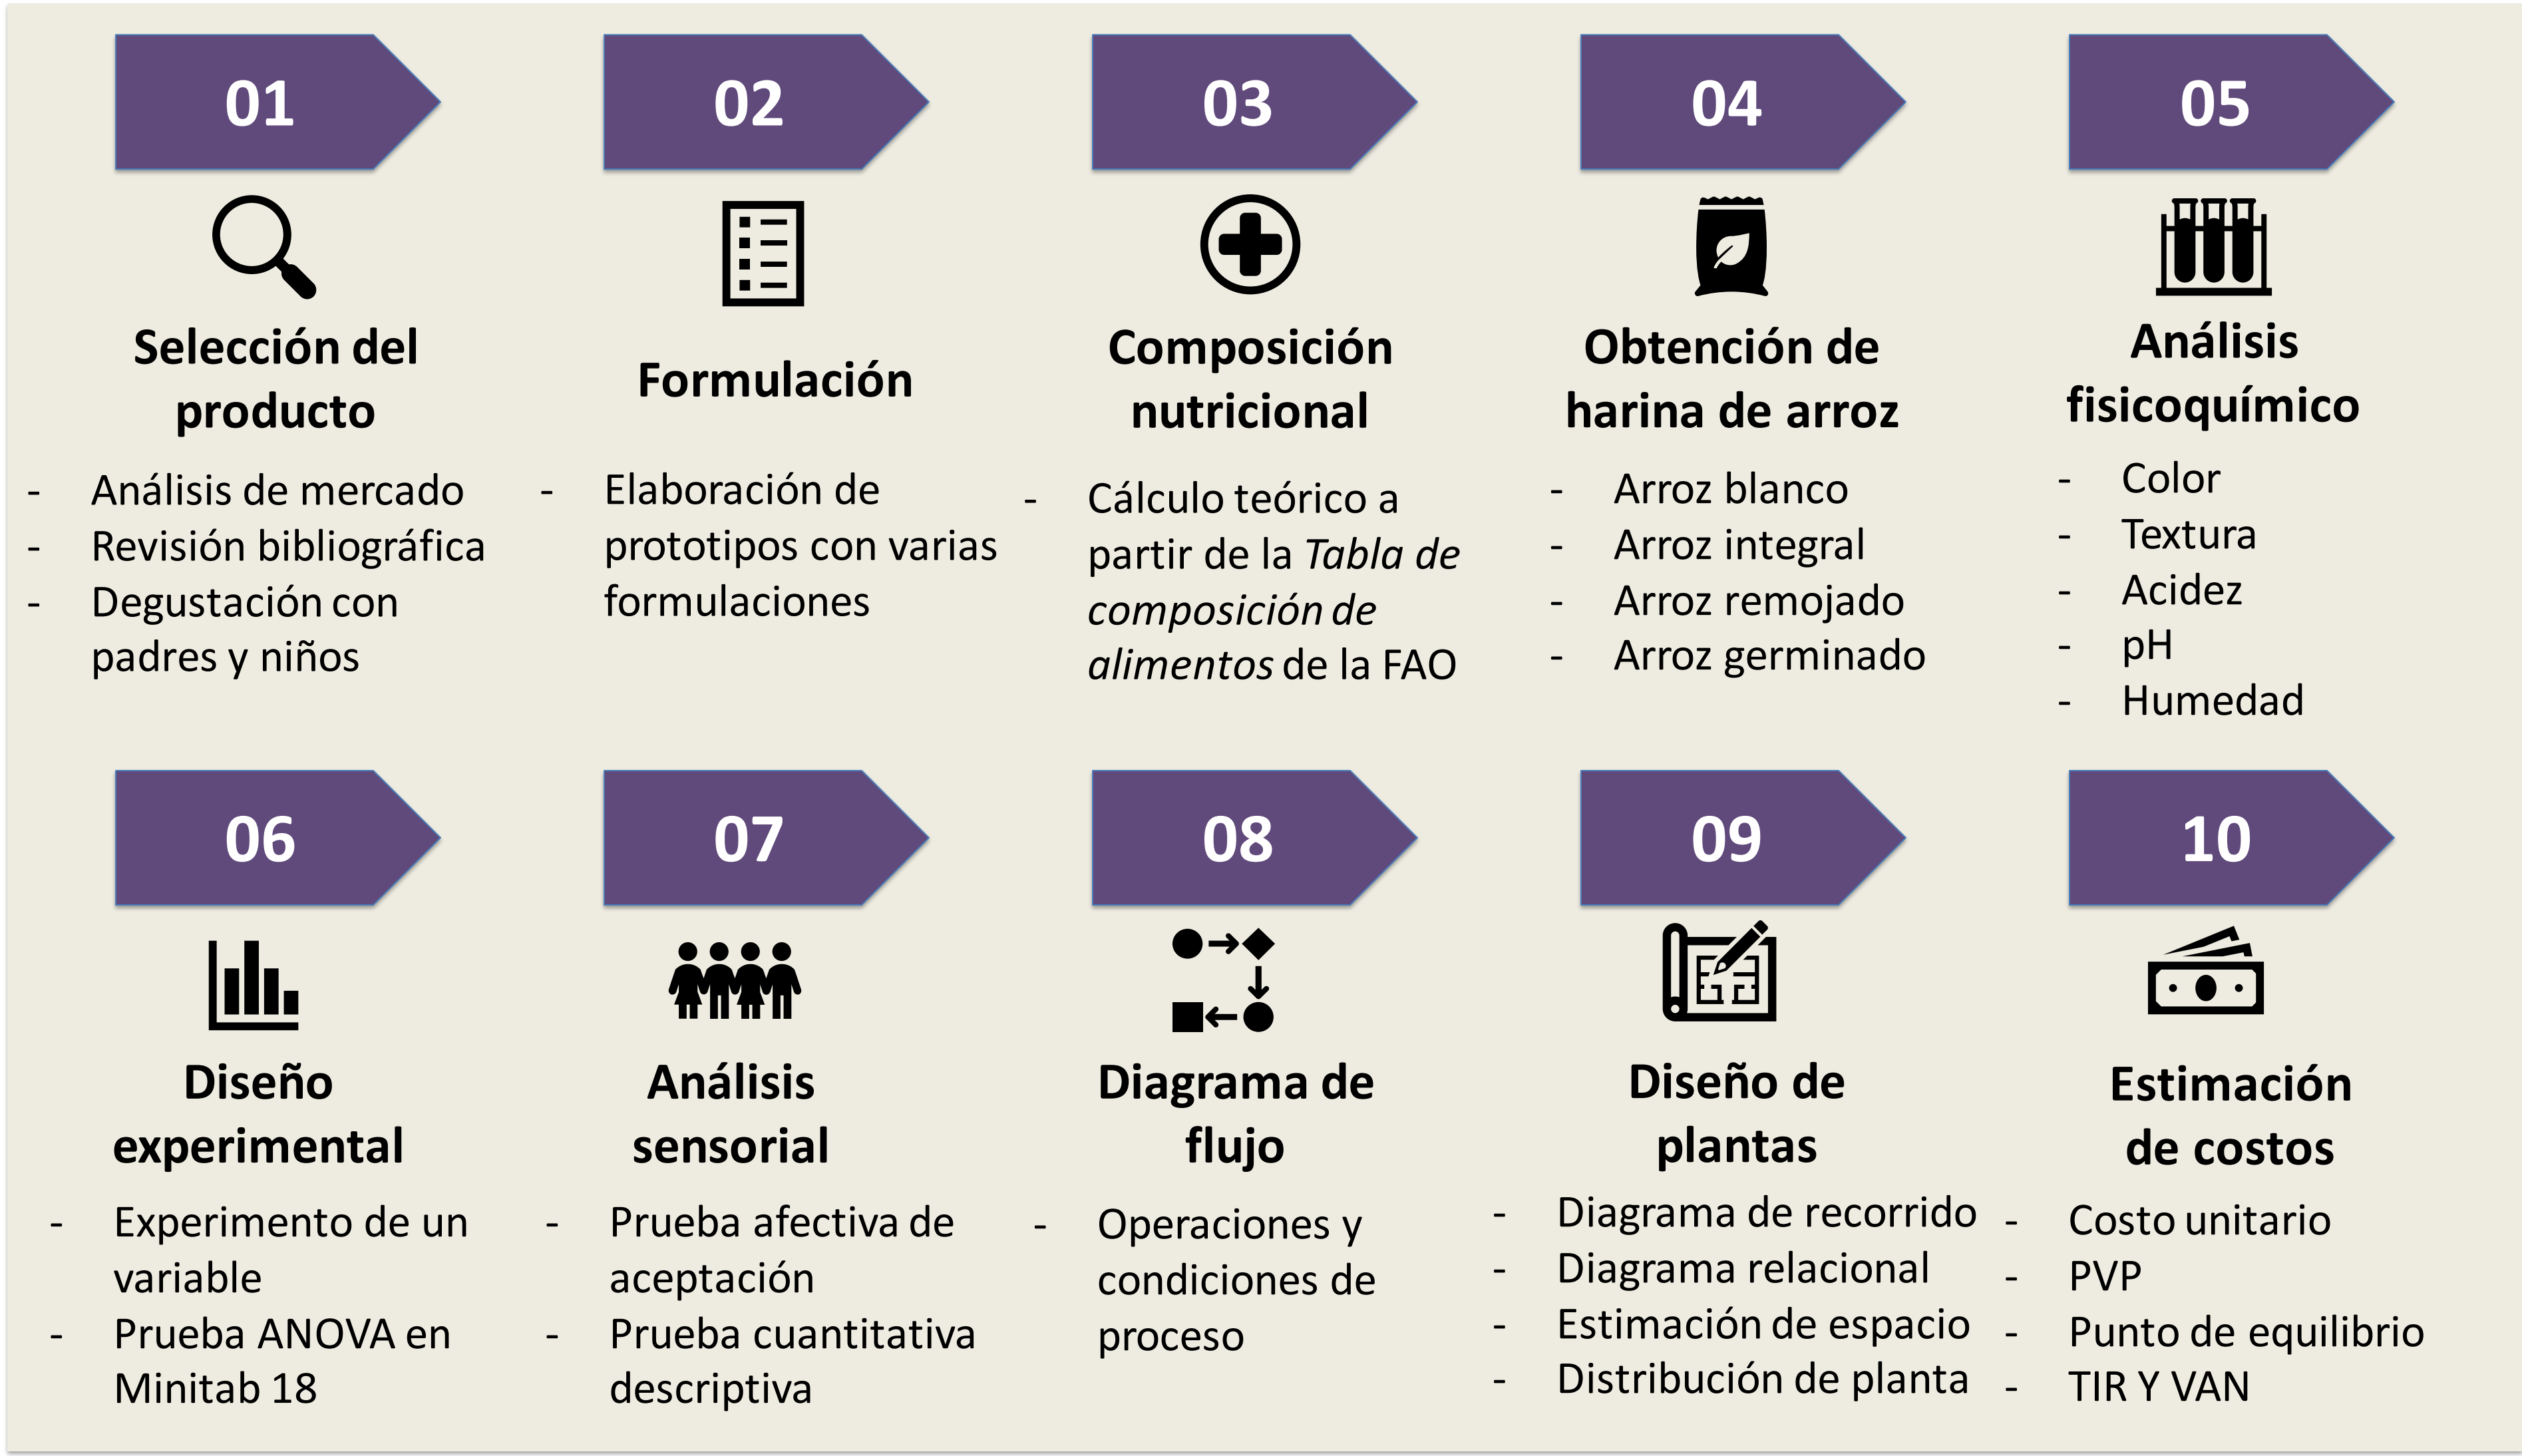 01
Selección del
producto
- Análisis de mercado
- Revisión bibliográfica
- Degustación con
padres y niños
02
Formulación
- Elaboración de
prototipos con varias
formulaciones
03
Composición
nutricional
- Cálculo teórico a
partir de la Tabla de
composición de
alimentos de la FAO
04
Obtención de
harina de arroz
- Arroz blanco
- Arroz integral
- Arroz remojado
- Arroz germinado
05
Análisis
fisicoquímico
- Color
- Textura
- Acidez
- pH
- Humedad
06
Diseño
experimental
- Experimento de un
variable
- Prueba ANOVA en
Minitab 18
07
Análisis
sensorial
- Prueba afectiva de
aceptación
- Prueba cuantitativa
descriptiva
08
Diagrama de
flujo
- Operaciones y
condiciones de
proceso
09
Diseño de
plantas
- Diagrama de recorrido
- Diagrama relacional
- Estimación de espacio
- Distribución de planta
10
Estimación
de costos
- Costo unitario
- PVP
- Punto de equilibrio
- TIR Y VAN